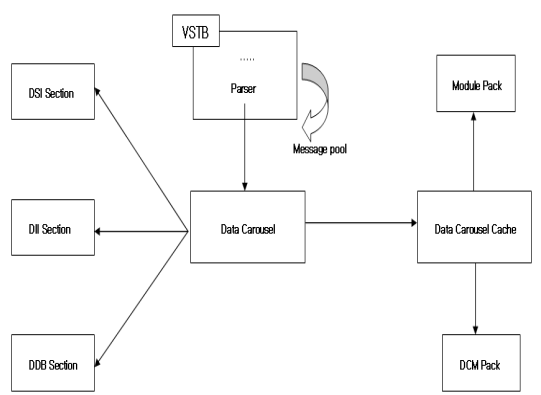 VSTB
.....
Parser
Message pool
DSI Section
Module Pack
DII Section
Data Carousel
Data Carousel Cache
DDB Section
DCM Pack